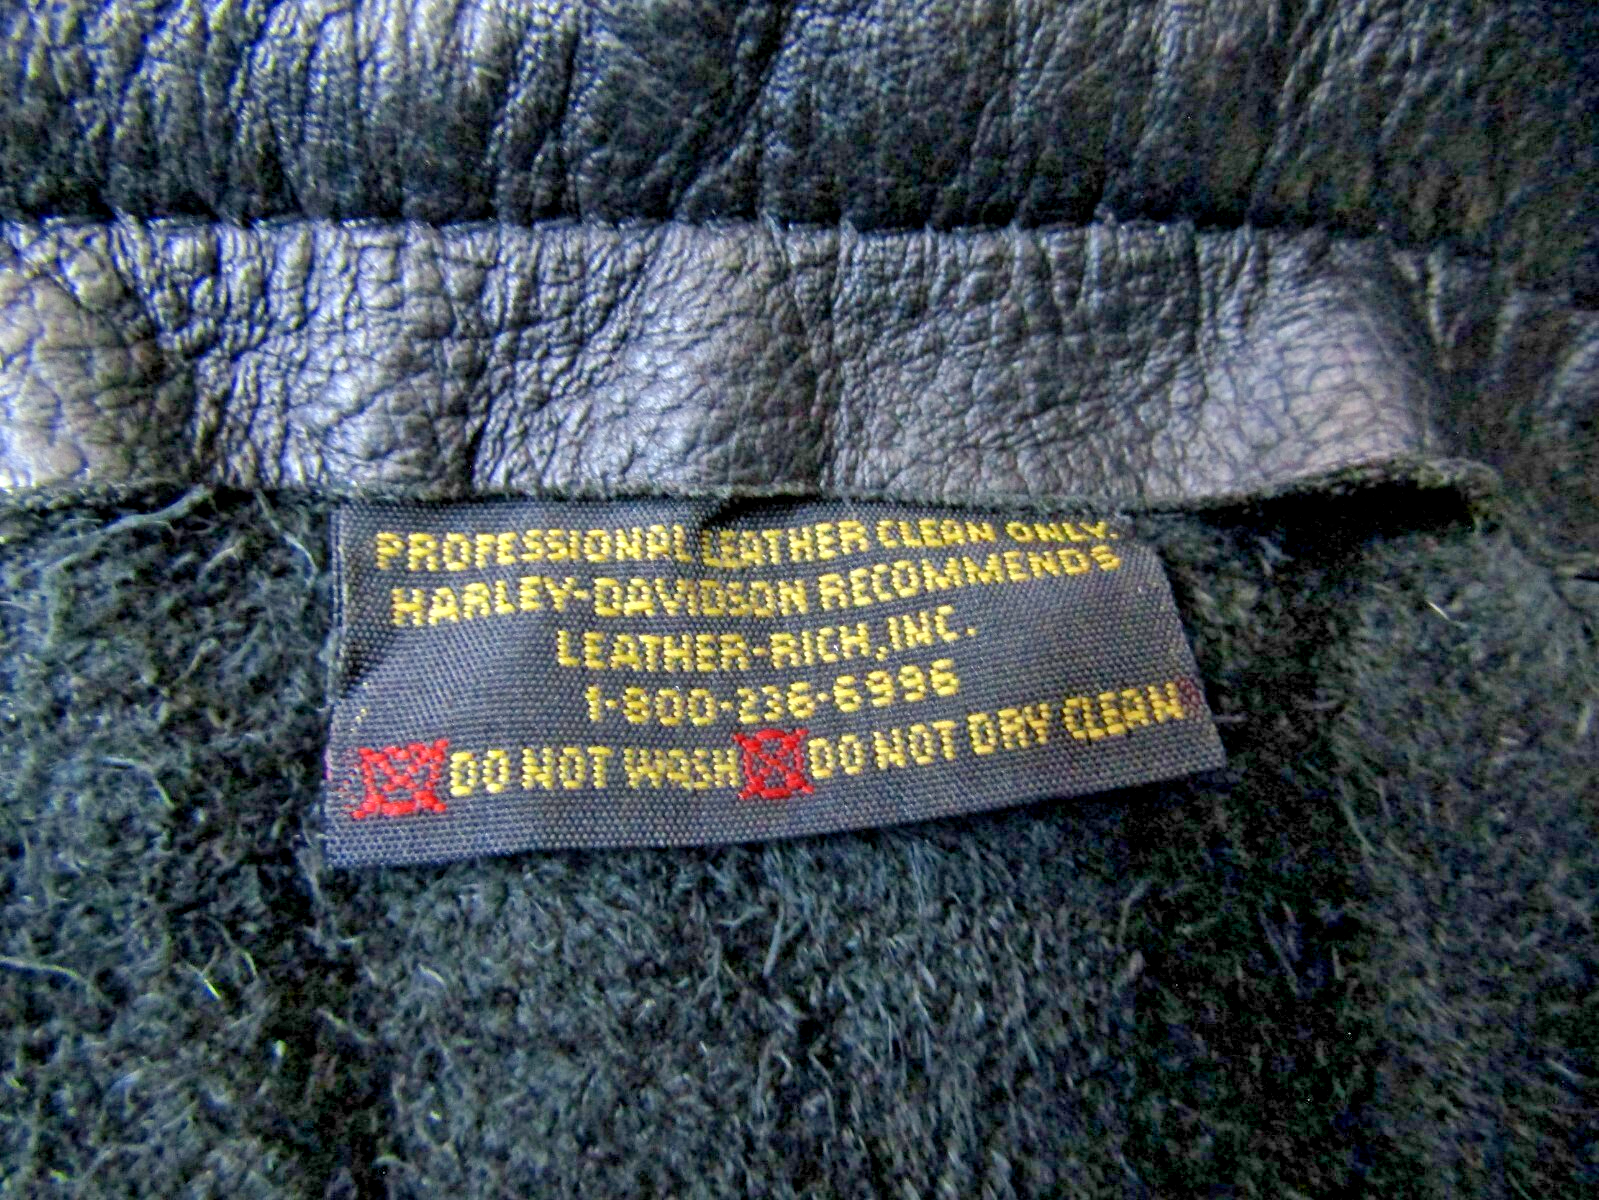 PROFESSIONAL LEATHER CLEAN ONLY.
HARLEY-DAVIDSON RECOMMENDS
LEATHER-RICH, INC.
1-800-236-6996
DO NOT WASH DO NOT DRY CLEAN